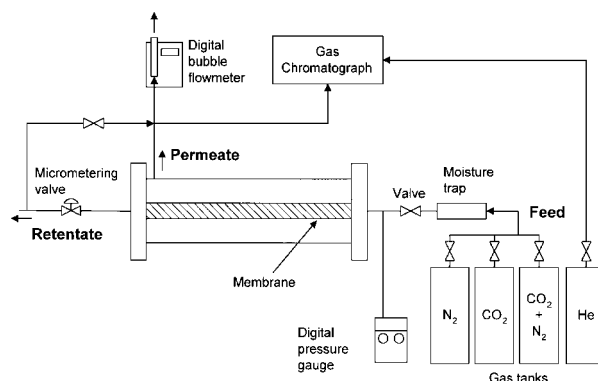 Digital
bubble
flowmeter
Gas
Chromatograph
Permeate
Micrometering
valve
Moisture
trap
Valve
Feed
Retentate
Membrane
N2
CO2
CO2
+
N2
He
Digital
pressure
gauge
Gas tanks